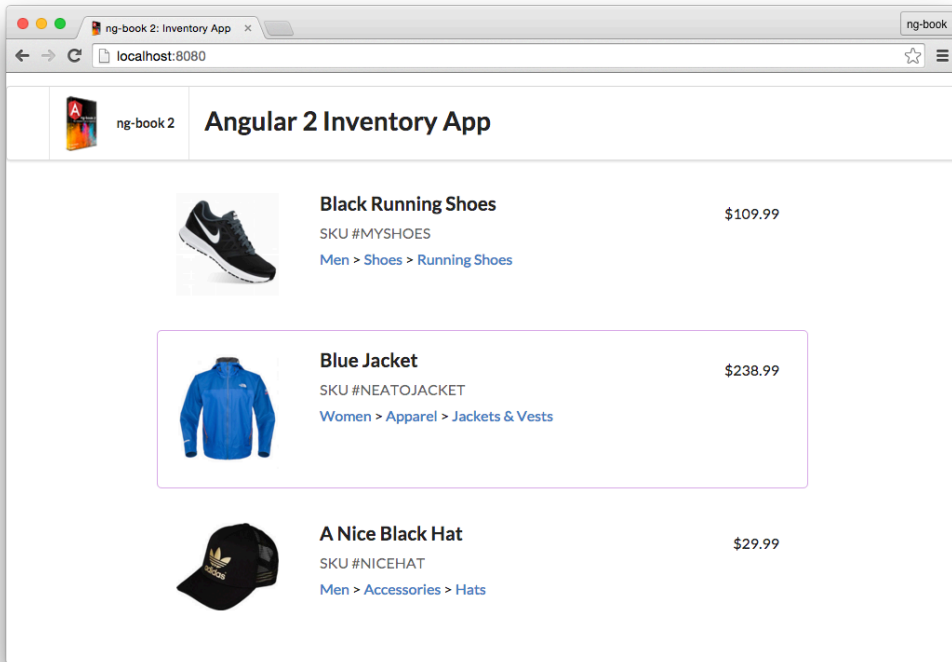 ng-book 2: Inventory App
ng-book
localhost:8080
ng-book 2
Angular 2 Inventory App
Black Running Shoes
$109.99
SKU #MYSHOES
Men > Shoes > Running Shoes
Blue Jacket
$238.99
SKU #NEATOJACKET
Women > Apparel > Jackets & Vests
A Nice Black Hat
$29.99
SKU #NICEHAT
Men > Accessories > Hats
adidas